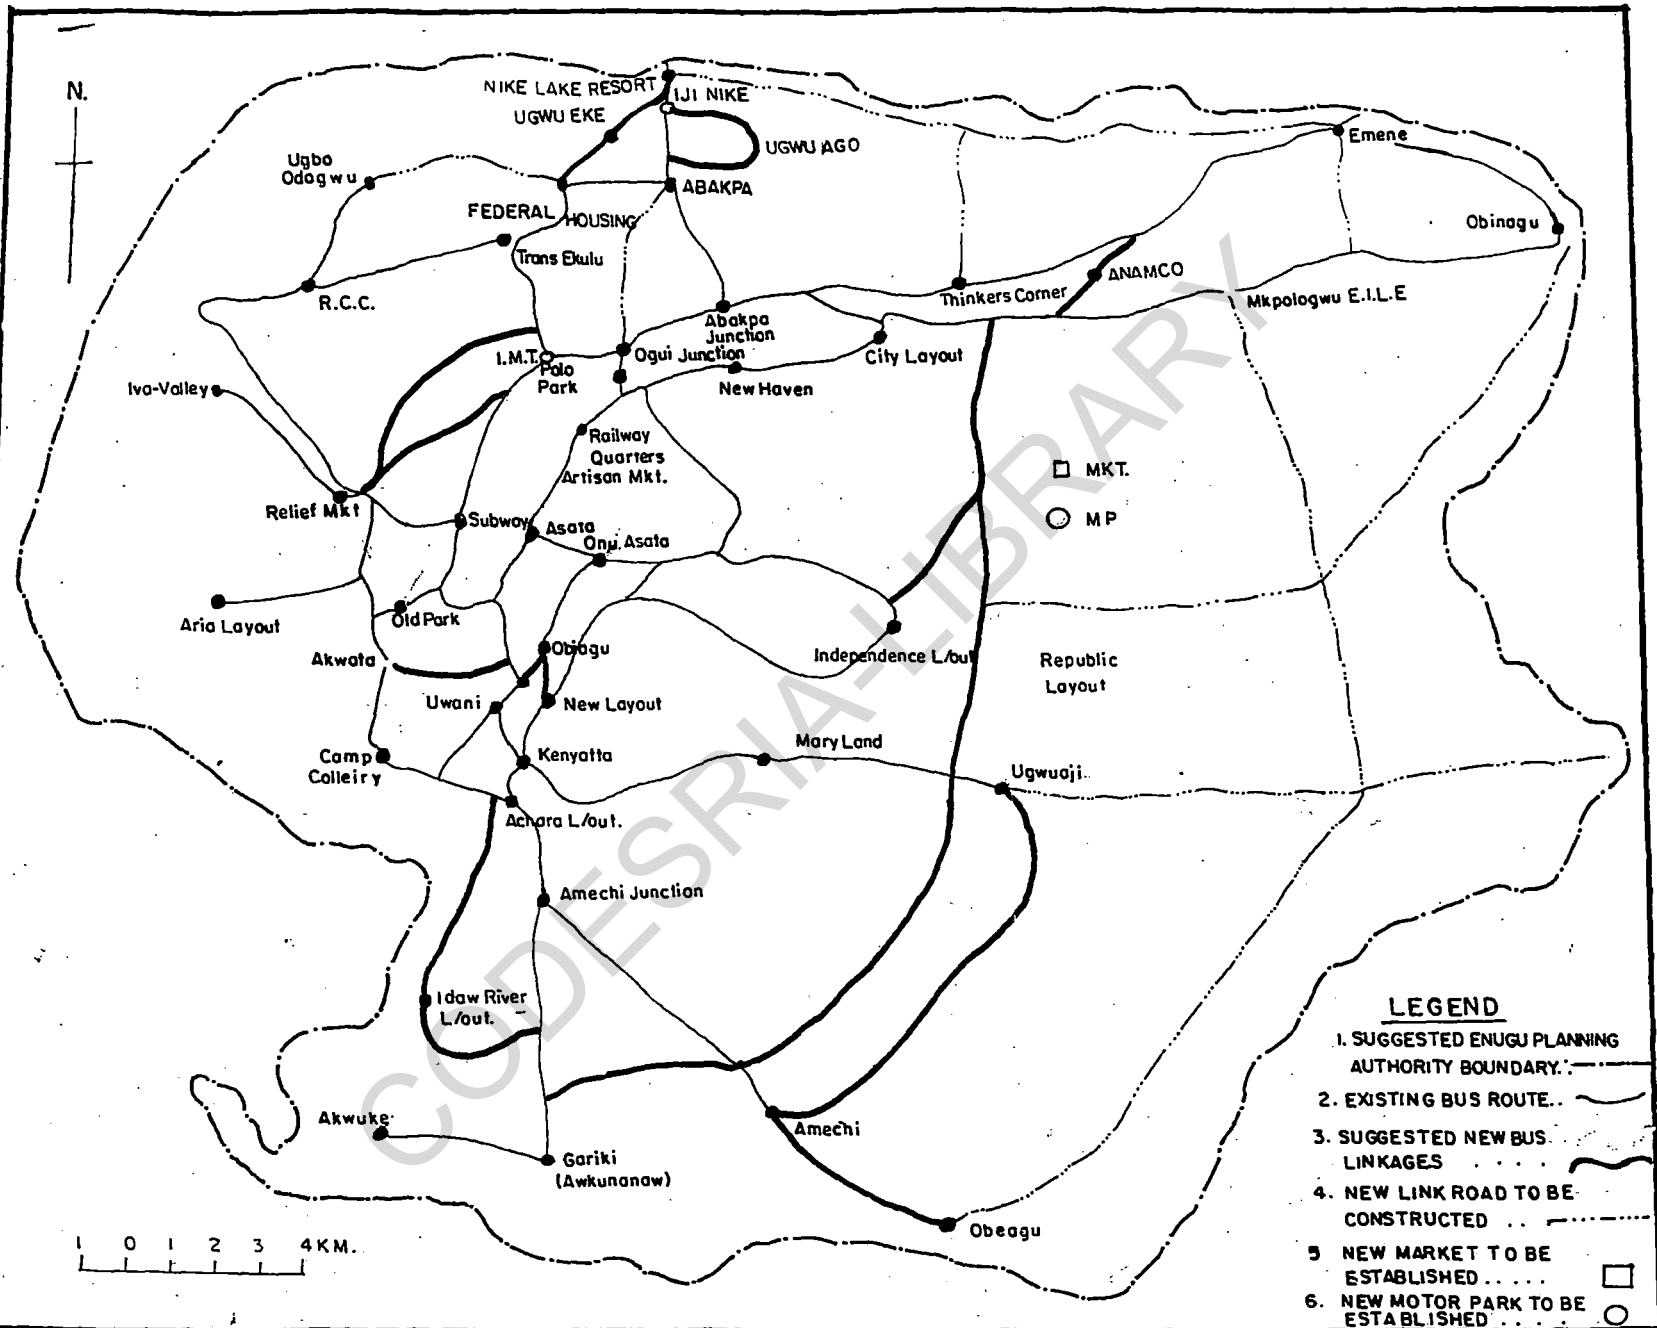 N.
NIKE LAKE RESORT
IJI NIKE
UGWU EKE
UGWU AGO
Emene
Ugbo
Odogwu
ABAKPA
FEDERAL HOUSING
Obinagu
Trans Ekulu
ANAMCO
R.C.C.
Thinkers Corner
Mkpologwu E.I.L.E
Abakpa
Junction
I.M.T.
Polo
Park
Ogui Junction
City Layout
Iva-Valley
New Haven
Railway
Quarters
Artisan Mkt.
MKT.
Relief Mkt
Subway
Asata
MP
Onu Asata
Aria Layout
Old Park
Akwata
Obiagu
Independence L/out
Republic
Layout
Uwani
New Layout
Mary Land
Camp
Colleiry
Kenyatta
Ugwuaji
Achara L/out.
Amechi Junction
Idaw River
L/out.
Akwuke
Amechi
Gariki
(Awkunanaw)
Obeagu
1 0 1 2 3 4 KM.
LEGEND
1. SUGGESTED ENUGU PLANNING
AUTHORITY BOUNDARY.
2. EXISTING BUS ROUTE..
3. SUGGESTED NEW BUS
LINKAGES . . . .
4. NEW LINK ROAD TO BE
CONSTRUCTED ..
5 NEW MARKET TO BE
ESTABLISHED.....
6. NEW MOTOR PARK TO BE
ESTABLISHED....
CODESRIA-LIBRARY